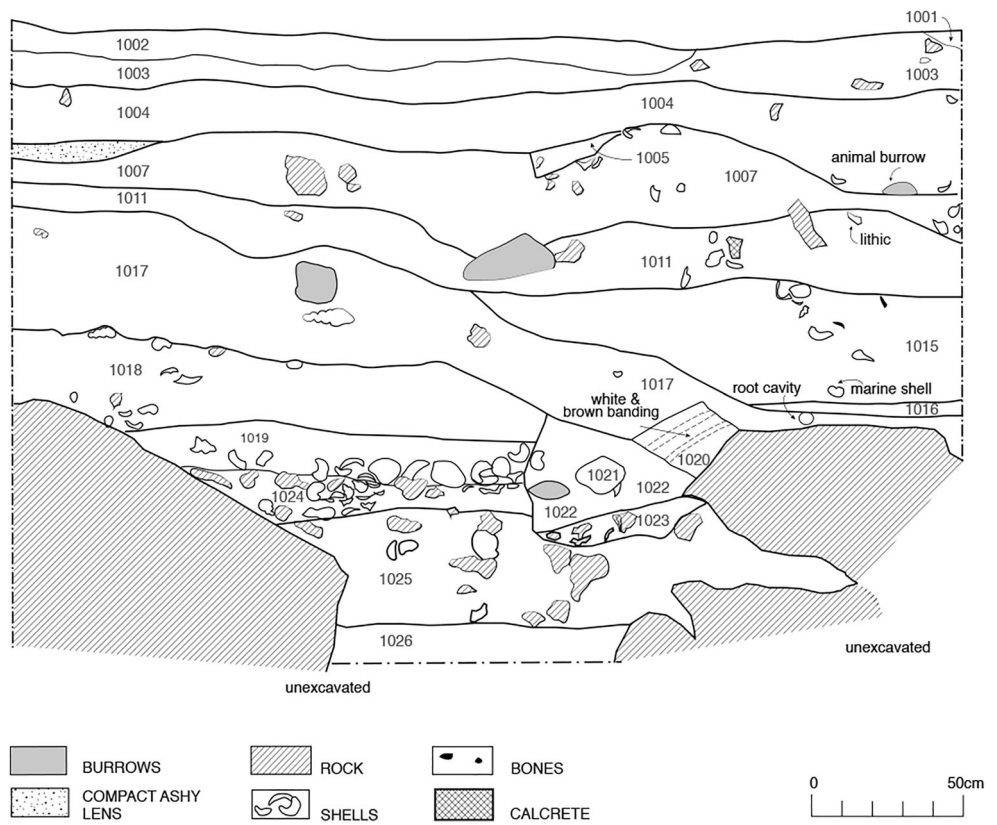 1001
1002
1003
1003
1004
1004
1005
1007
1007
animal burrow
1011
lithic
1011
1017
1015
1018
1017
root cavity
marine shell
white &
brown banding
1016
1019
1020
1021
1022
1024
1022
1023
1025
1026
unexcavated
unexcavated
BURROWS
ROCK
BONES
COMPACT ASHY
LENS
SHELLS
CALCRETE
0
50cm